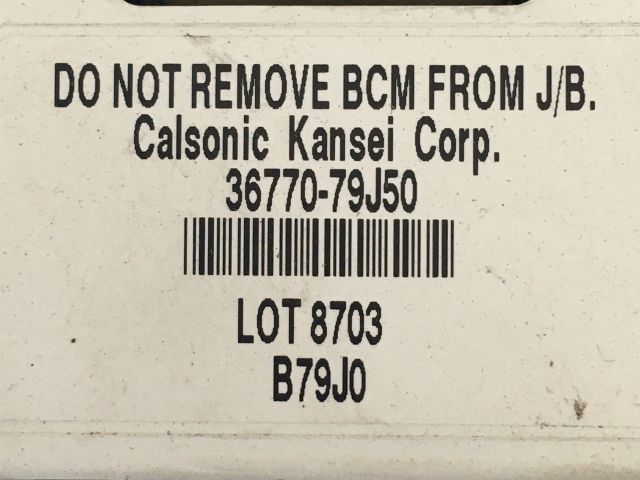 DO NOT REMOVE BCM FROM J/B.
Calsonic Kansei Corp.
36770-79J50
LOT 8703
B79J0